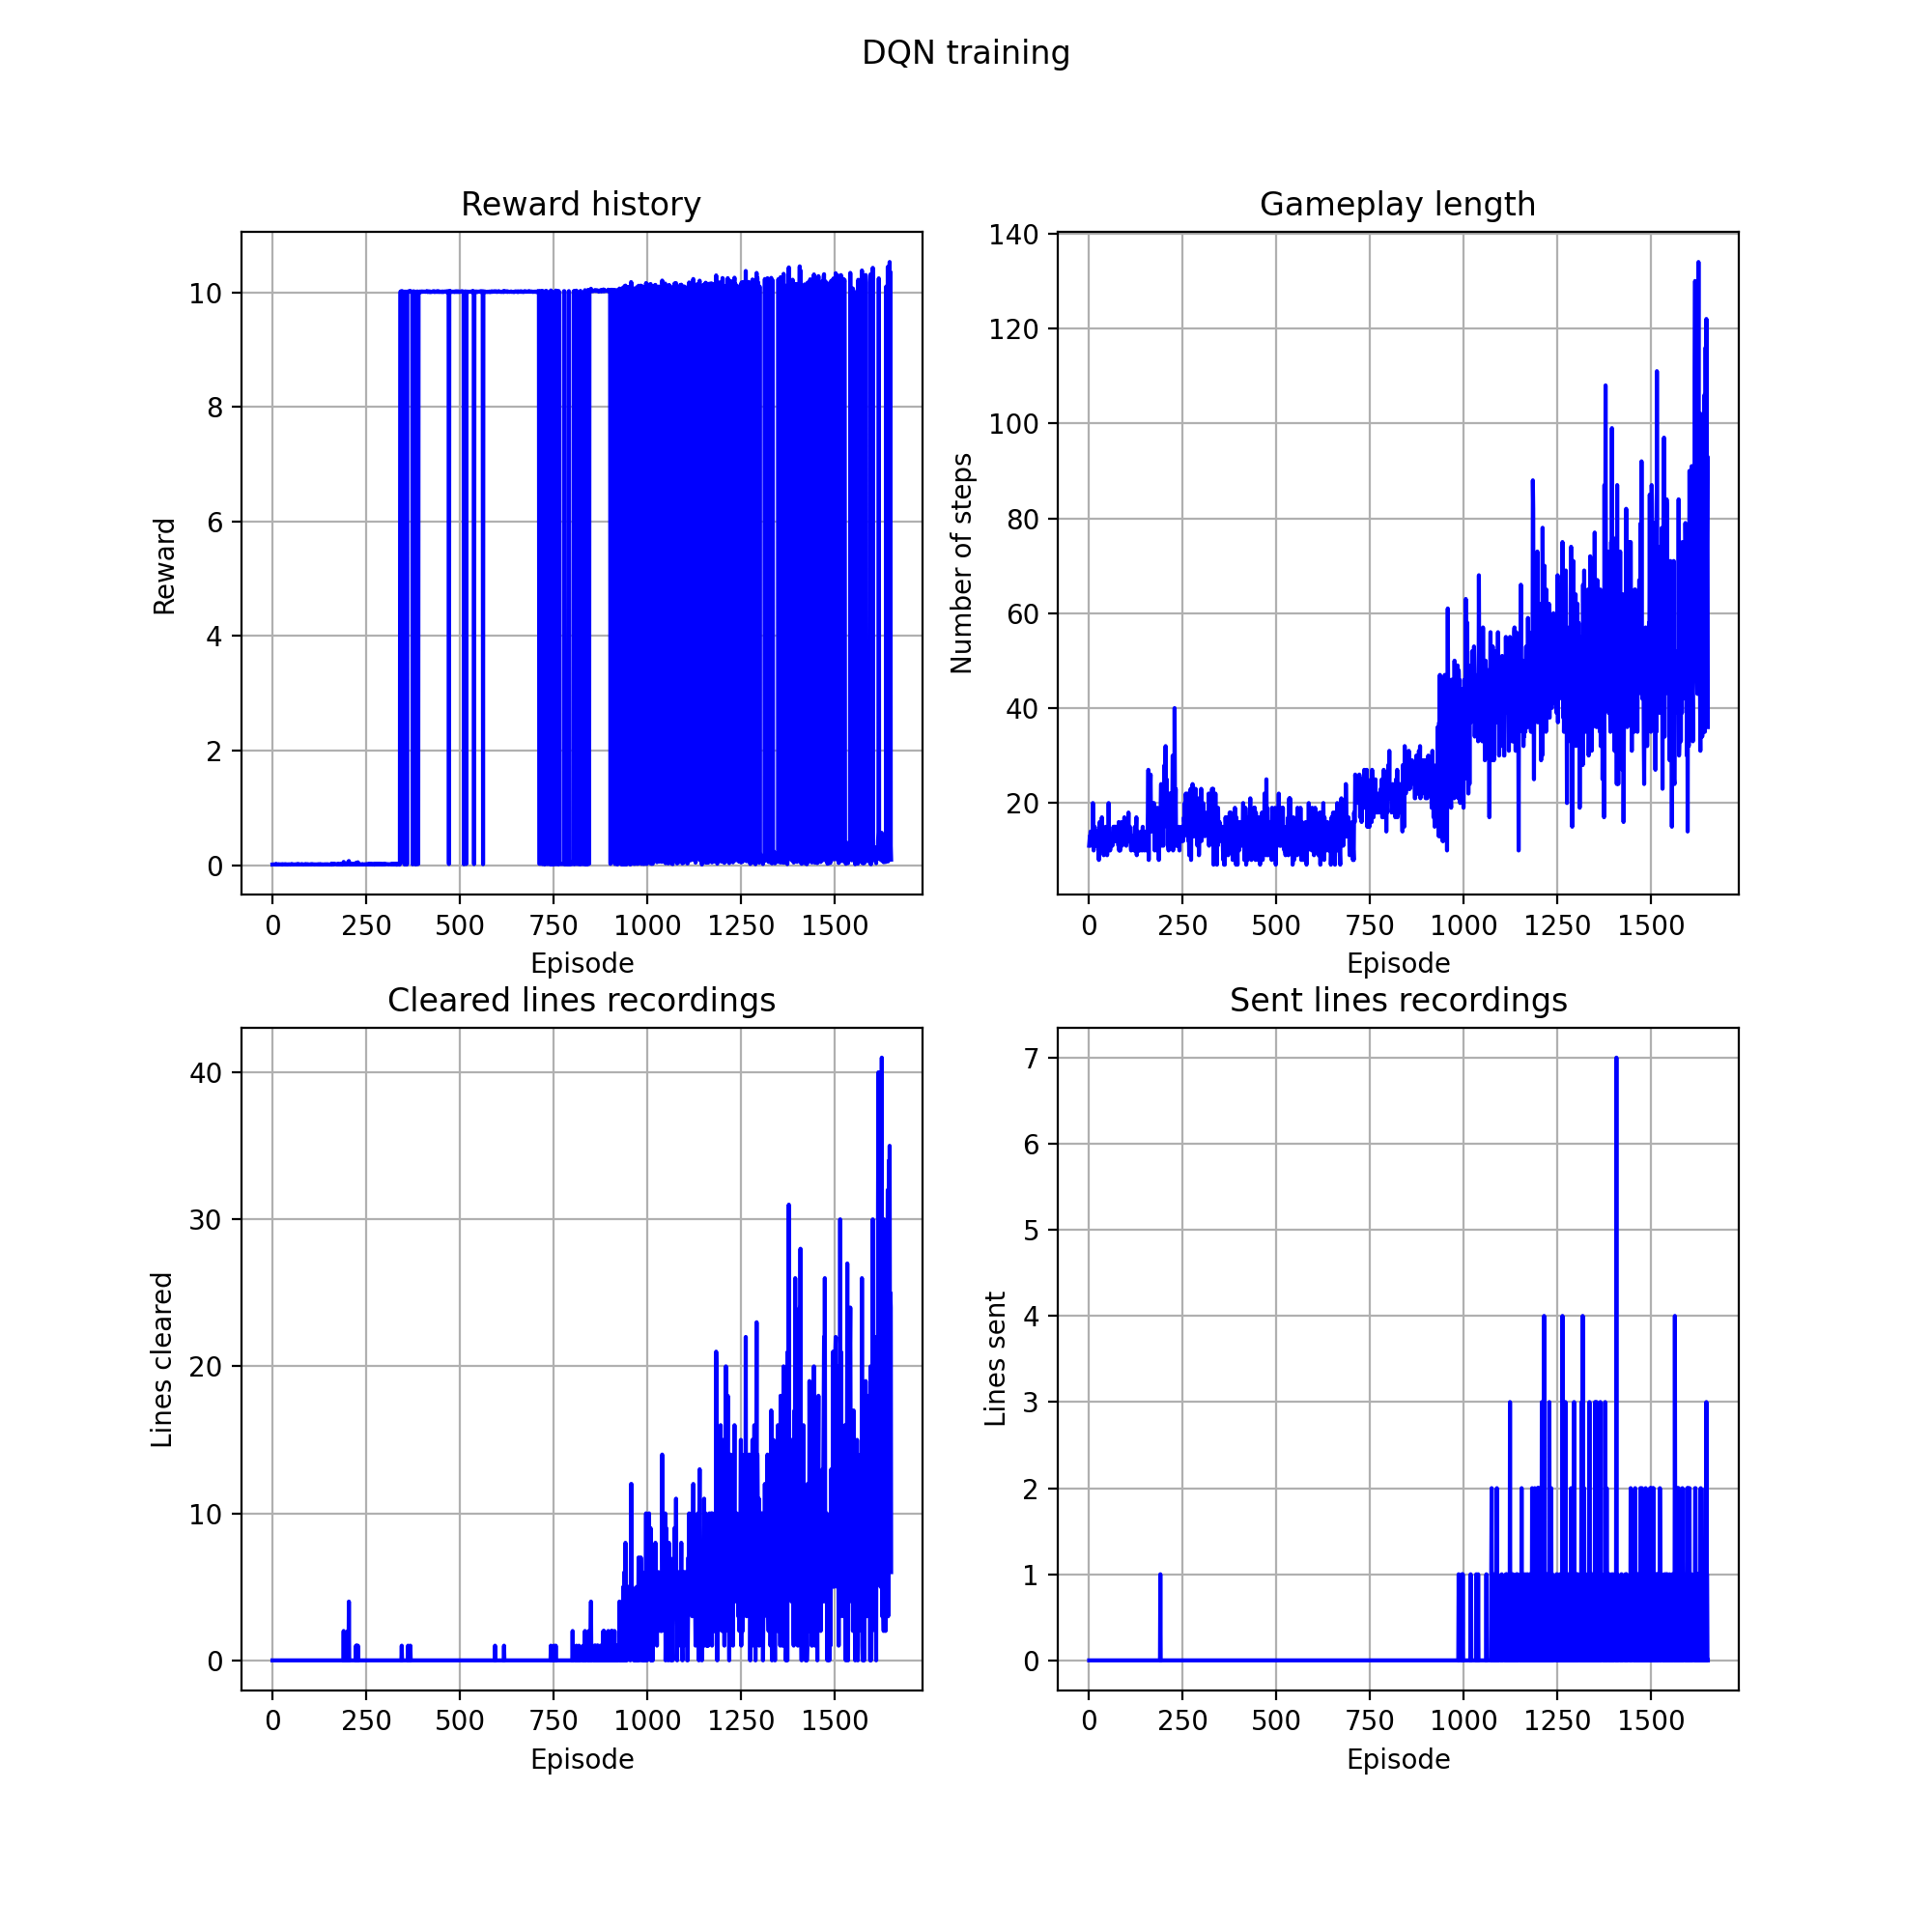 DQN training
Reward history
Reward
10
8
6
4
2
0
0 250 500 750 1000 1250 1500
Episode
Gameplay length
Number of steps
140
120
100
80
60
40
20
0 250 500 750 1000 1250 1500
Episode
Cleared lines recordings
Lines cleared
40
30
20
10
0
0 250 500 750 1000 1250 1500
Episode
Sent lines recordings
Lines sent
7
6
5
4
3
2
1
0
0 250 500 750 1000 1250 1500
Episode